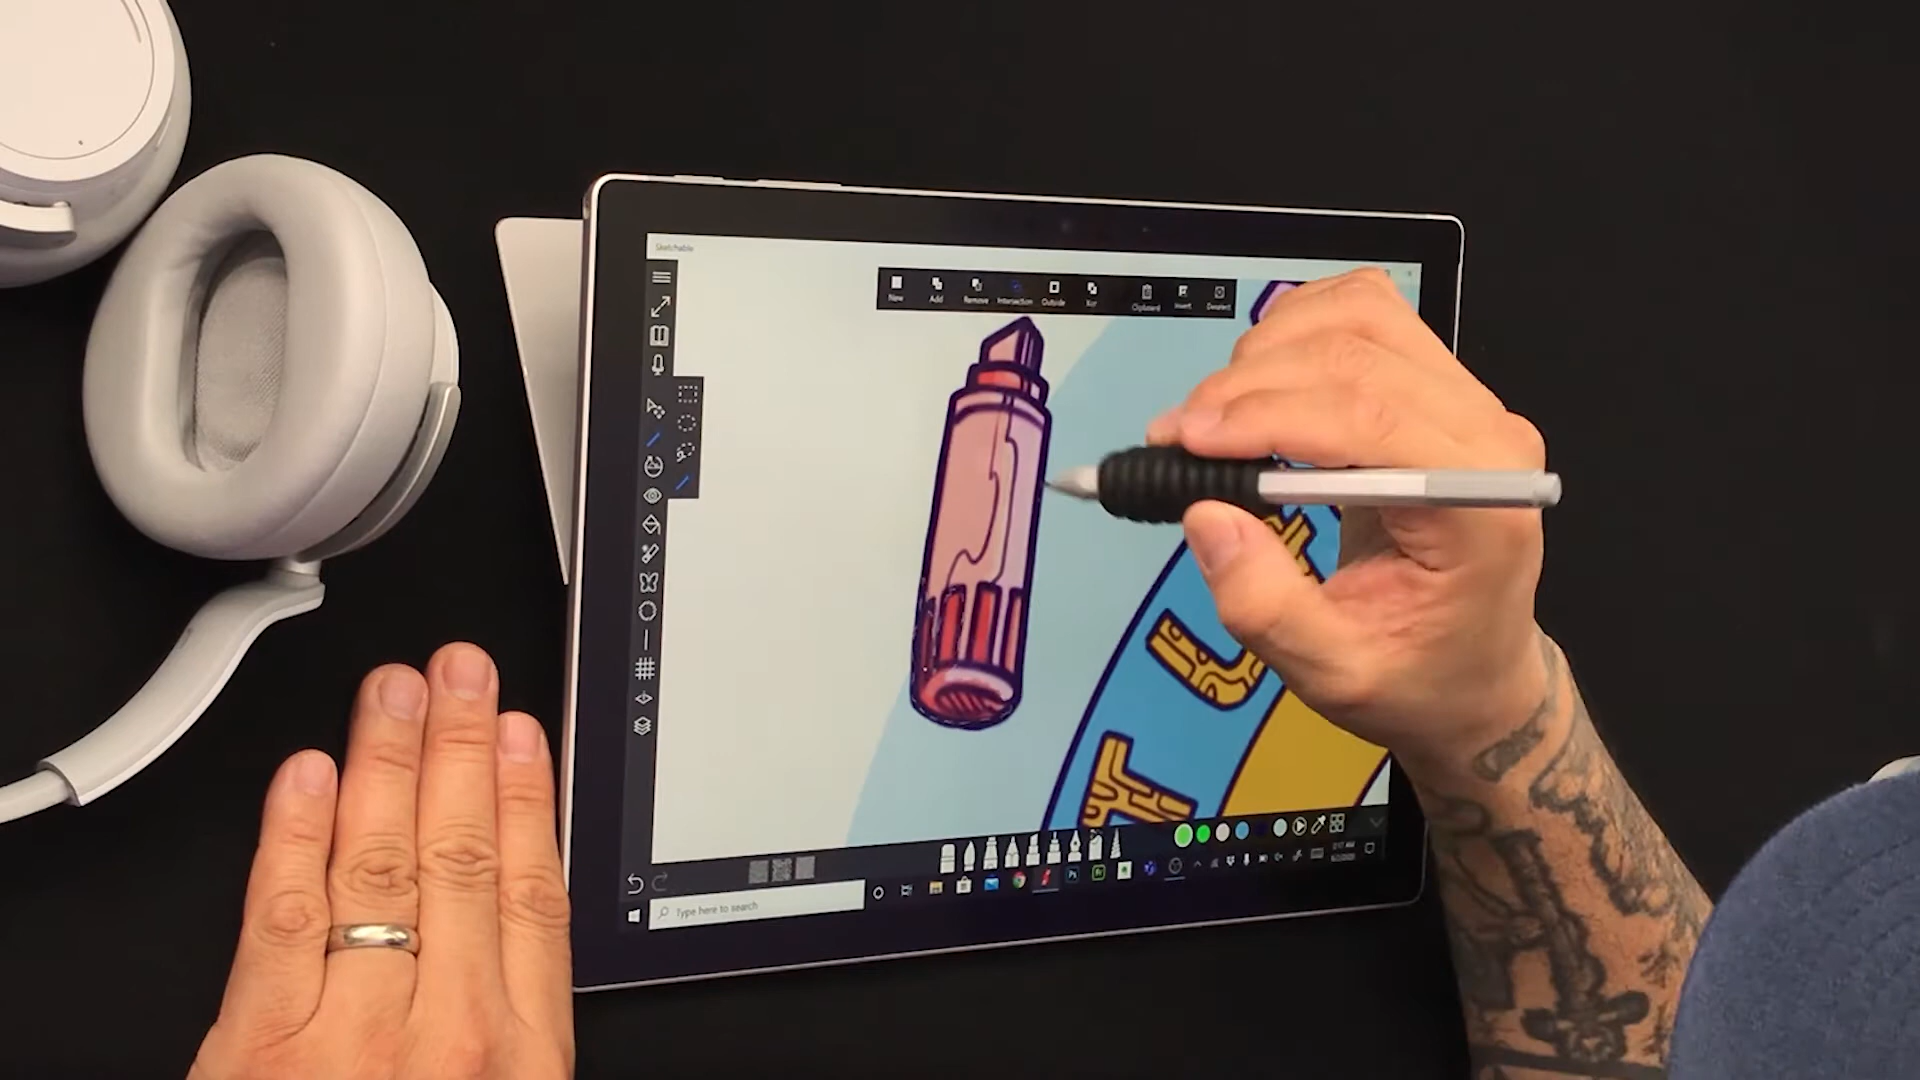 Sketchable
New Add Remove Intersection Outside Xor Clipboard Invert Deselect
Type here to search